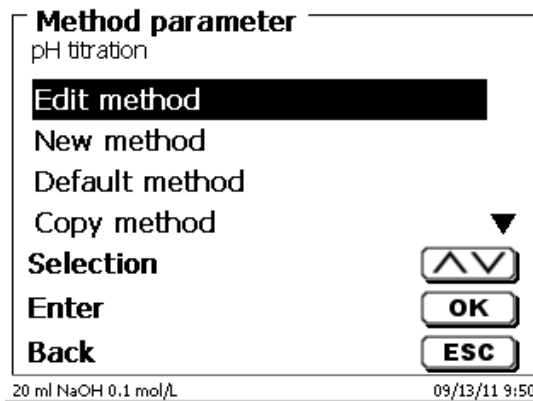 Method parameter
pH titration
Edit method
New method
Default method
Copy method
Selection
Enter OK
Back ESC
20 ml NaOH 0.1 mol/L 09/13/11 9:50